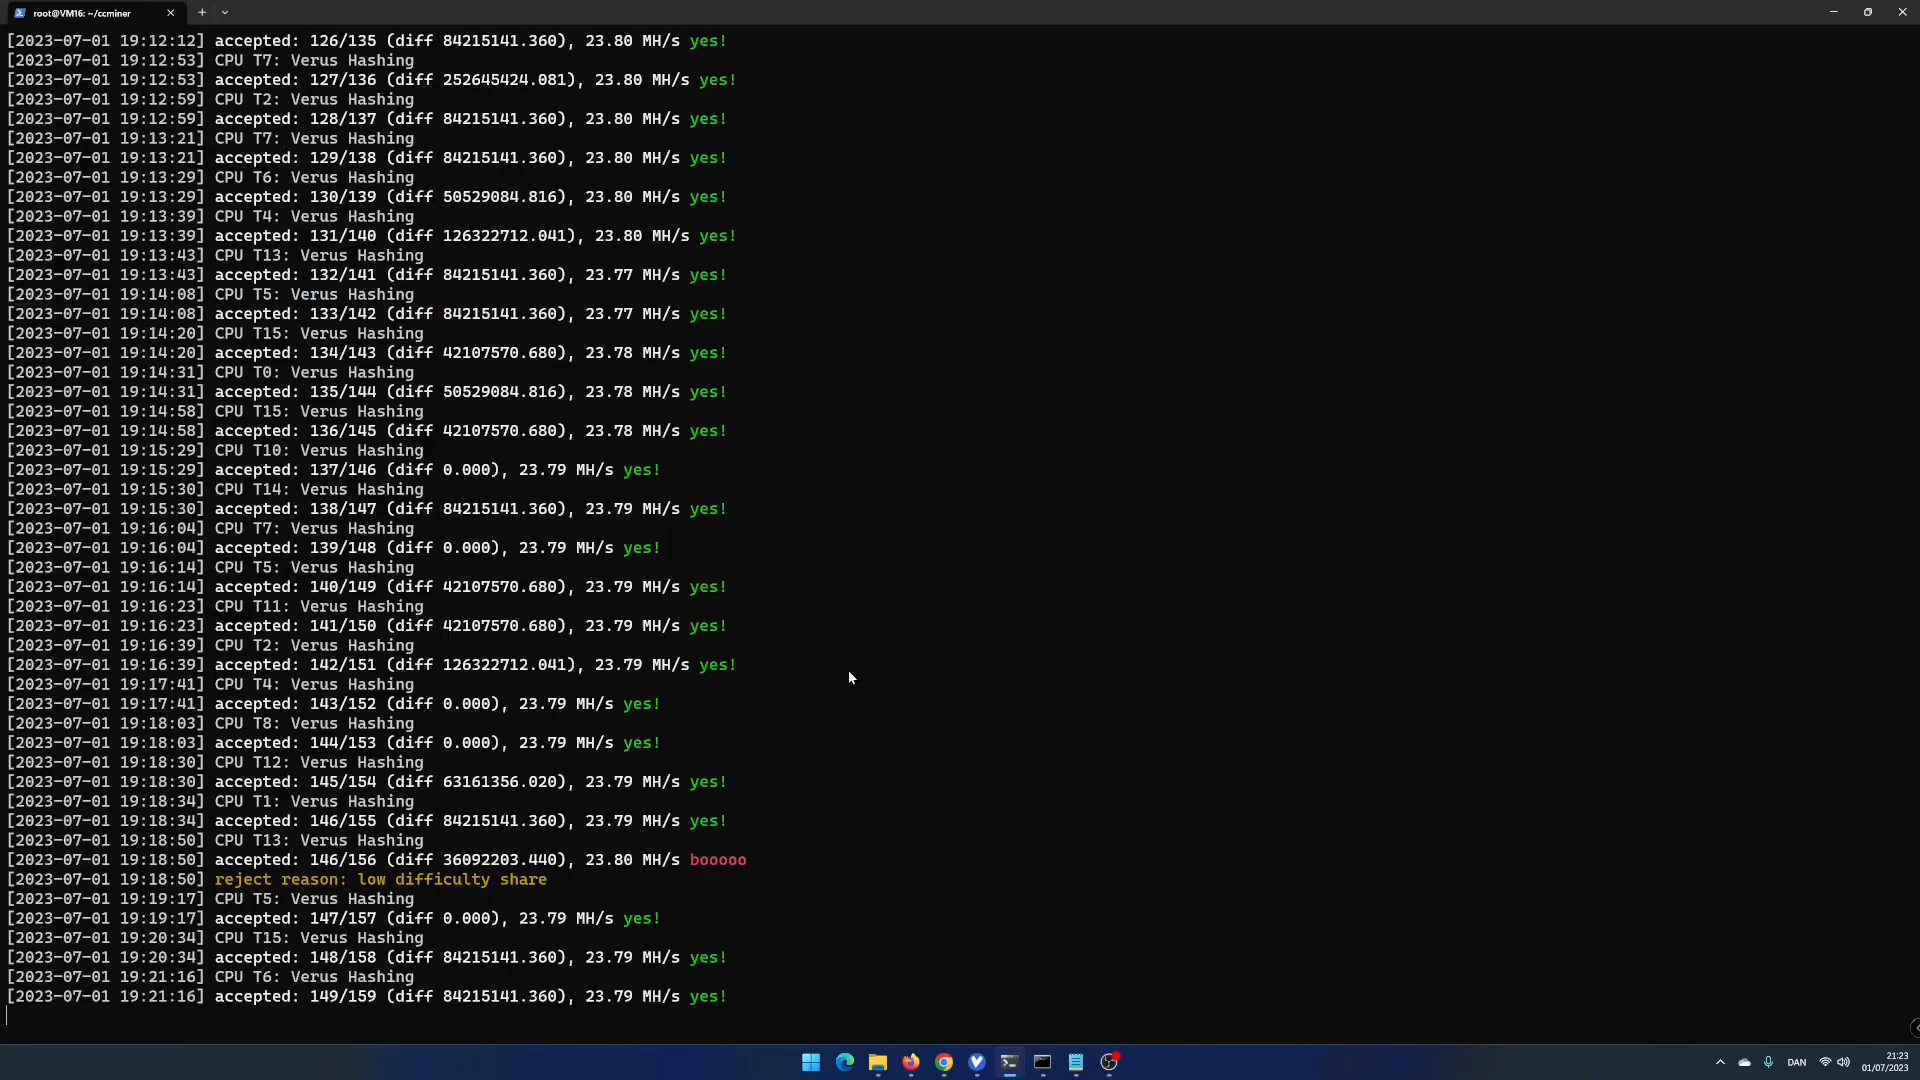 root@VM16: ~/ccminer
[2023-07-01 19:12:12] accepted: 126/135 (diff 84215141.360), 23.80 MH/s yes!
[2023-07-01 19:12:53] CPU T7: Verus Hashing
[2023-07-01 19:12:53] accepted: 127/136 (diff 252645424.081), 23.80 MH/s yes!
[2023-07-01 19:12:59] CPU T2: Verus Hashing
[2023-07-01 19:12:59] accepted: 128/137 (diff 84215141.360), 23.80 MH/s yes!
[2023-07-01 19:13:21] CPU T7: Verus Hashing
[2023-07-01 19:13:21] accepted: 129/138 (diff 84215141.360), 23.80 MH/s yes!
[2023-07-01 19:13:29] CPU T6: Verus Hashing
[2023-07-01 19:13:29] accepted: 130/139 (diff 50529084.816), 23.80 MH/s yes!
[2023-07-01 19:13:39] CPU T4: Verus Hashing
[2023-07-01 19:13:39] accepted: 131/140 (diff 126322712.041), 23.80 MH/s yes!
[2023-07-01 19:13:43] CPU T13: Verus Hashing
[2023-07-01 19:13:43] accepted: 132/141 (diff 84215141.360), 23.77 MH/s yes!
[2023-07-01 19:14:08] CPU T5: Verus Hashing
[2023-07-01 19:14:08] accepted: 133/142 (diff 84215141.360), 23.77 MH/s yes!
[2023-07-01 19:14:20] CPU T15: Verus Hashing
[2023-07-01 19:14:20] accepted: 134/143 (diff 42107570.680), 23.78 MH/s yes!
[2023-07-01 19:14:31] CPU T0: Verus Hashing
[2023-07-01 19:14:31] accepted: 135/144 (diff 50529084.816), 23.78 MH/s yes!
[2023-07-01 19:14:58] CPU T15: Verus Hashing
[2023-07-01 19:14:58] accepted: 136/145 (diff 42107570.680), 23.78 MH/s yes!
[2023-07-01 19:15:29] CPU T10: Verus Hashing
[2023-07-01 19:15:29] accepted: 137/146 (diff 0.000), 23.79 MH/s yes!
[2023-07-01 19:15:30] CPU T14: Verus Hashing
[2023-07-01 19:15:30] accepted: 138/147 (diff 84215141.360), 23.79 MH/s yes!
[2023-07-01 19:16:04] CPU T7: Verus Hashing
[2023-07-01 19:16:04] accepted: 139/148 (diff 0.000), 23.79 MH/s yes!
[2023-07-01 19:16:14] CPU T5: Verus Hashing
[2023-07-01 19:16:14] accepted: 140/149 (diff 42107570.680), 23.79 MH/s yes!
[2023-07-01 19:16:23] CPU T11: Verus Hashing
[2023-07-01 19:16:23] accepted: 141/150 (diff 42107570.680), 23.79 MH/s yes!
[2023-07-01 19:16:39] CPU T2: Verus Hashing
[2023-07-01 19:16:39] accepted: 142/151 (diff 126322712.041), 23.79 MH/s yes!
[2023-07-01 19:17:41] CPU T4: Verus Hashing
[2023-07-01 19:17:41] accepted: 143/152 (diff 0.000), 23.79 MH/s yes!
[2023-07-01 19:18:03] CPU T8: Verus Hashing
[2023-07-01 19:18:03] accepted: 144/153 (diff 0.000), 23.79 MH/s yes!
[2023-07-01 19:18:30] CPU T12: Verus Hashing
[2023-07-01 19:18:30] accepted: 145/154 (diff 63161356.020), 23.79 MH/s yes!
[2023-07-01 19:18:34] CPU T1: Verus Hashing
[2023-07-01 19:18:34] accepted: 146/155 (diff 84215141.360), 23.79 MH/s yes!
[2023-07-01 19:18:50] CPU T13: Verus Hashing
[2023-07-01 19:18:50] accepted: 146/156 (diff 36092203.440), 23.80 MH/s booooo
[2023-07-01 19:18:50] reject reason: low difficulty share
[2023-07-01 19:19:17] CPU T5: Verus Hashing
[2023-07-01 19:19:17] accepted: 147/157 (diff 0.000), 23.79 MH/s yes!
[2023-07-01 19:20:34] CPU T15: Verus Hashing
[2023-07-01 19:20:34] accepted: 148/158 (diff 84215141.360), 23.79 MH/s yes!
[2023-07-01 19:21:16] CPU T6: Verus Hashing
[2023-07-01 19:21:16] accepted: 149/159 (diff 84215141.360), 23.79 MH/s yes!
DAN
21:23
01/07/2023